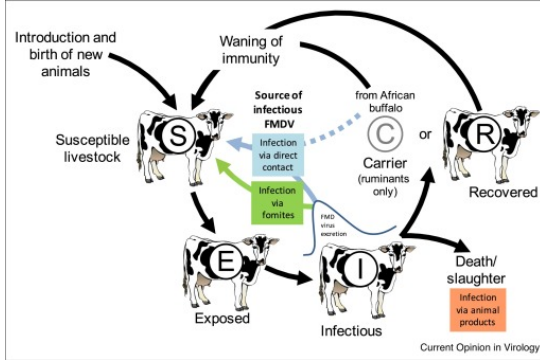 Introduction and
birth of new
animals
Waning of
immunity
Source of
infectious
FMDV
from African
buffalo
S
C
or
R
Susceptible
livestock
Infection
via direct
contact
Carrier
(ruminants
only)
Recovered
Infection
via
fomites
FMD
virus
excretion
E
I
Death/
slaughter
Exposed
Infectious
Infection
via animal
products
Current Opinion in Virology